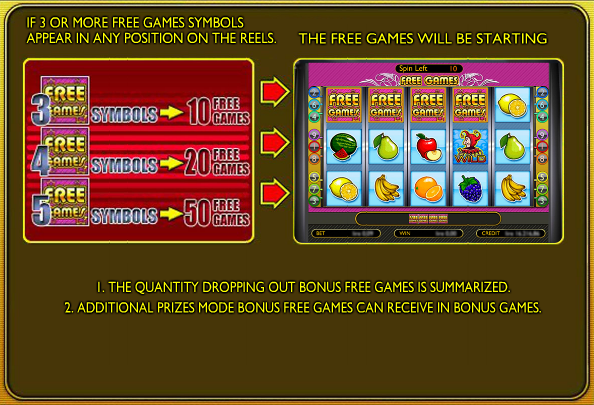 IF 3 OR MORE FREE GAMES SYMBOLS
APPEAR IN ANY POSITION ON THE REELS.
THE FREE GAMES WILL BE STARTING
FREE GAMES
3 SYMBOLS 10 FREE GAMES
FREE GAMES
4 SYMBOLS 20 FREE GAMES
FREE GAMES
5 SYMBOLS 50 FREE GAMES
Spin Left 10
FREE GAMES
FREE GAMES FREE GAMES FREE GAMES FREE GAMES
WILD
BET WIN CREDIT
1. THE QUANTITY DROPPING OUT BONUS FREE GAMES IS SUMMARIZED.
2. ADDITIONAL PRIZES MODE BONUS FREE GAMES CAN RECEIVE IN BONUS GAMES.